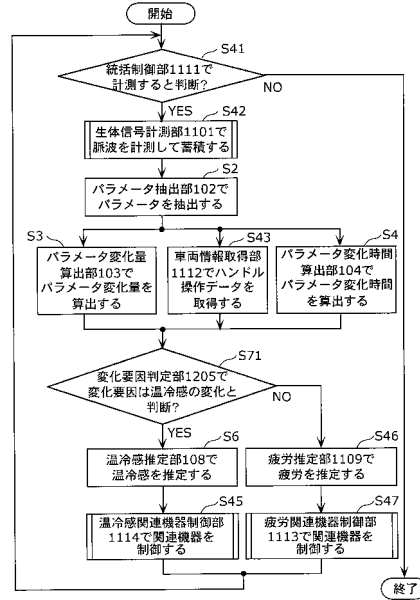 開始
S41
統括制御部1111で
計測すると判断?
NO
YES
S42
生体信号計測部1101で
脈波を計測して蓄積する
S2
パラメータ抽出部102で
パラメータを抽出する
S3
パラメータ変化量
算出部103で
パラメータ変化量を
算出する
S43
車両情報取得部
1112でハンドル
操作データを
取得する
S4
パラメータ変化時間
算出部104で
パラメータ変化時間
を算出する
S71
変化要因判定部1205で
変化要因は温冷感の変化と
判断?
NO
YES
S6
温冷感推定部108で
温冷感を推定する
S46
疲労推定部1109で
疲労を推定する
S45
温冷感関連機器制御部
1114で関連機器を
制御する
S47
疲労関連機器制御部
1113で関連機器を
制御する
終了